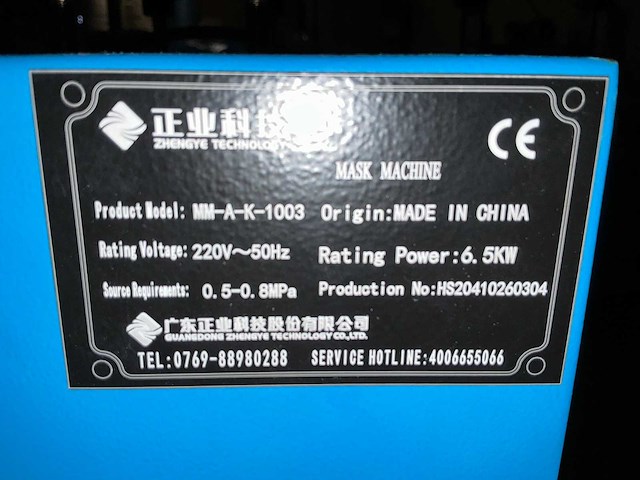 正业科技
ZHENGYE TECHNOLOGY
CE
MASK MACHINE
Product Model: MM-A-K-1003 Origin:MADE IN CHINA
Rating Voltage: 220V~50Hz Rating Power:6.5KW
Source Requirements: 0.5-0.8MPa Production No:HS20410260304
广东正业科技股份有限公司
GUANGDONG ZHENGYE TECHNOLOGY CO.,LTD.
TEL:0769-88980288 SERVICE HOTLINE:4006655066